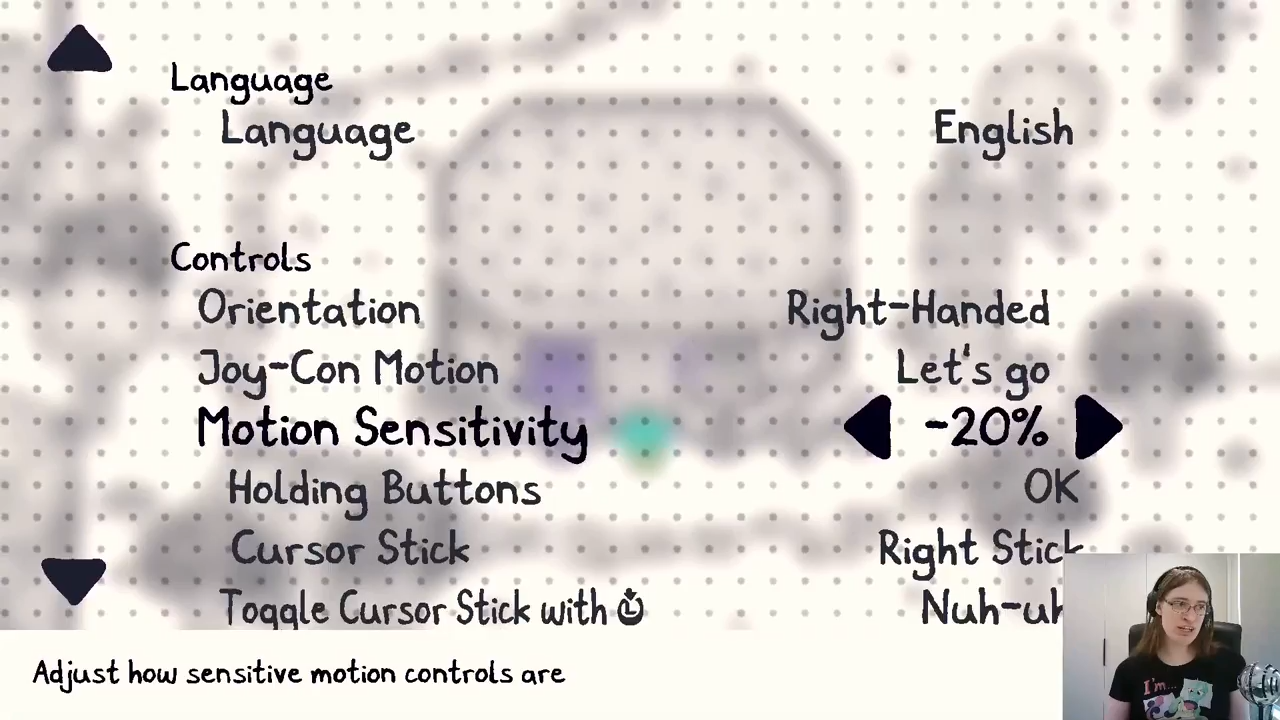 Language
Language English
Controls
Orientation Right-Handed
Joy-Con Motion Let's go
Motion Sensitivity -20%
Holding Buttons OK
Cursor Stick Right Stick
Toggle Cursor Stick with L Nuh-uh
Adjust how sensitive motion controls are
I'm...